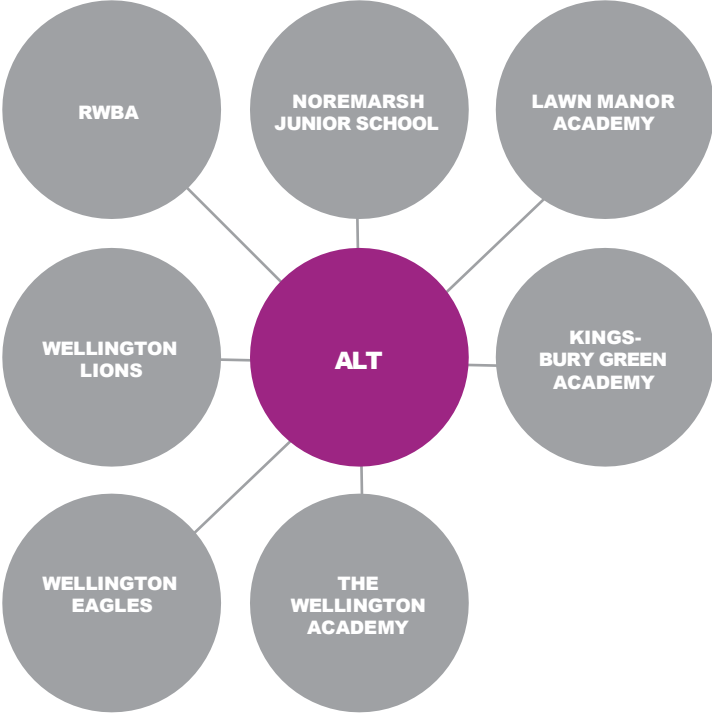 RWBA
NOREMARSH
JUNIOR SCHOOL
LAWN MANOR
ACADEMY
WELLINGTON
LIONS
ALT
KINGS-
BURY GREEN
ACADEMY
WELLINGTON
EAGLES
THE
WELLINGTON
ACADEMY